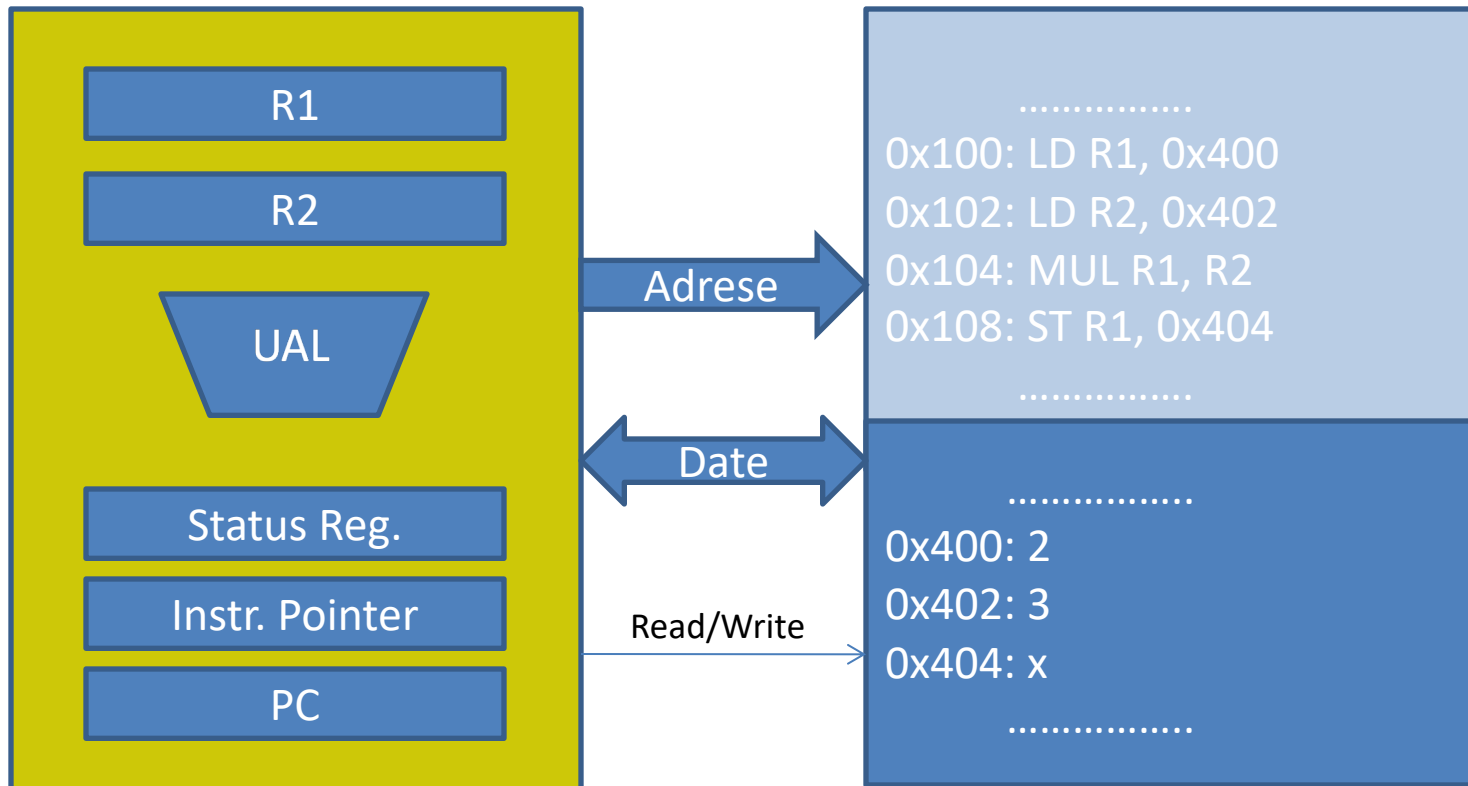 R1
R2
UAL
Status Reg.
Instr. Pointer
PC
Adrese
Date
Read/Write
…………….
0x100: LD R1, 0x400
0x102: LD R2, 0x402
0x104: MUL R1, R2
0x108: ST R1, 0x404
…………….
……………..
0x400: 2
0x402: 3
0x404: x
……………..